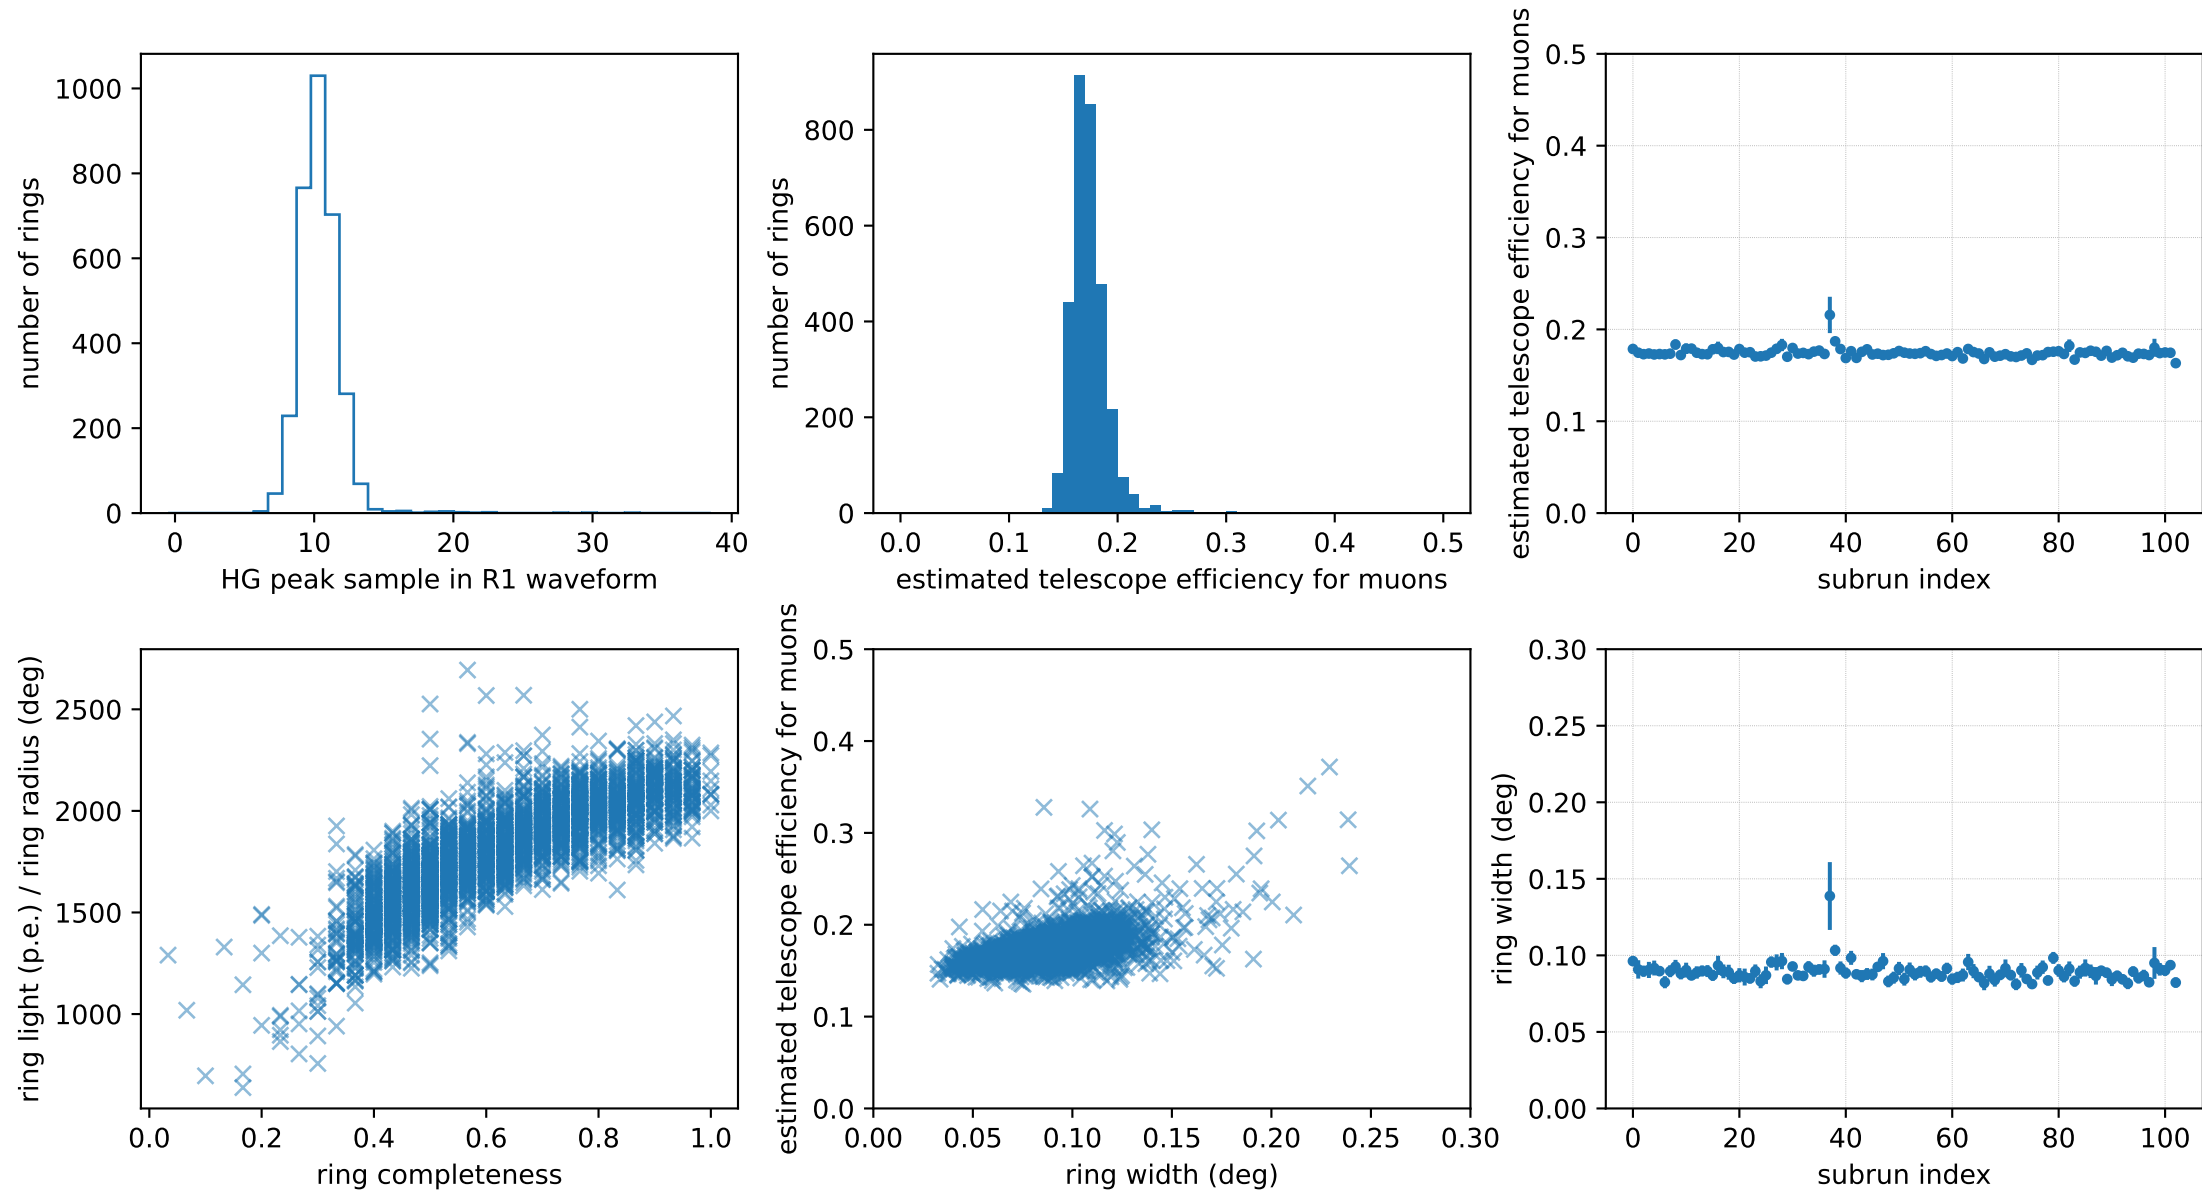 number of rings
1000
800
600
400
200
0
0 10 20 30 40
HG peak sample in R1 waveform
number of rings
800
600
400
200
0
0.0 0.1 0.2 0.3 0.4 0.5
estimated telescope efficiency for muons
estimated telescope efficiency for muons
0.5
0.4
0.3
0.2
0.1
0.0
0 20 40 60 80 100
subrun index
ring light (p.e.) / ring radius (deg)
2500
2000
1500
1000
0.0 0.2 0.4 0.6 0.8 1.0
ring completeness
estimated telescope efficiency for muons
0.5
0.4
0.3
0.2
0.1
0.0
0.00 0.05 0.10 0.15 0.20 0.25 0.30
ring width (deg)
ring width (deg)
0.30
0.25
0.20
0.15
0.10
0.05
0.00
0 20 40 60 80 100
subrun index